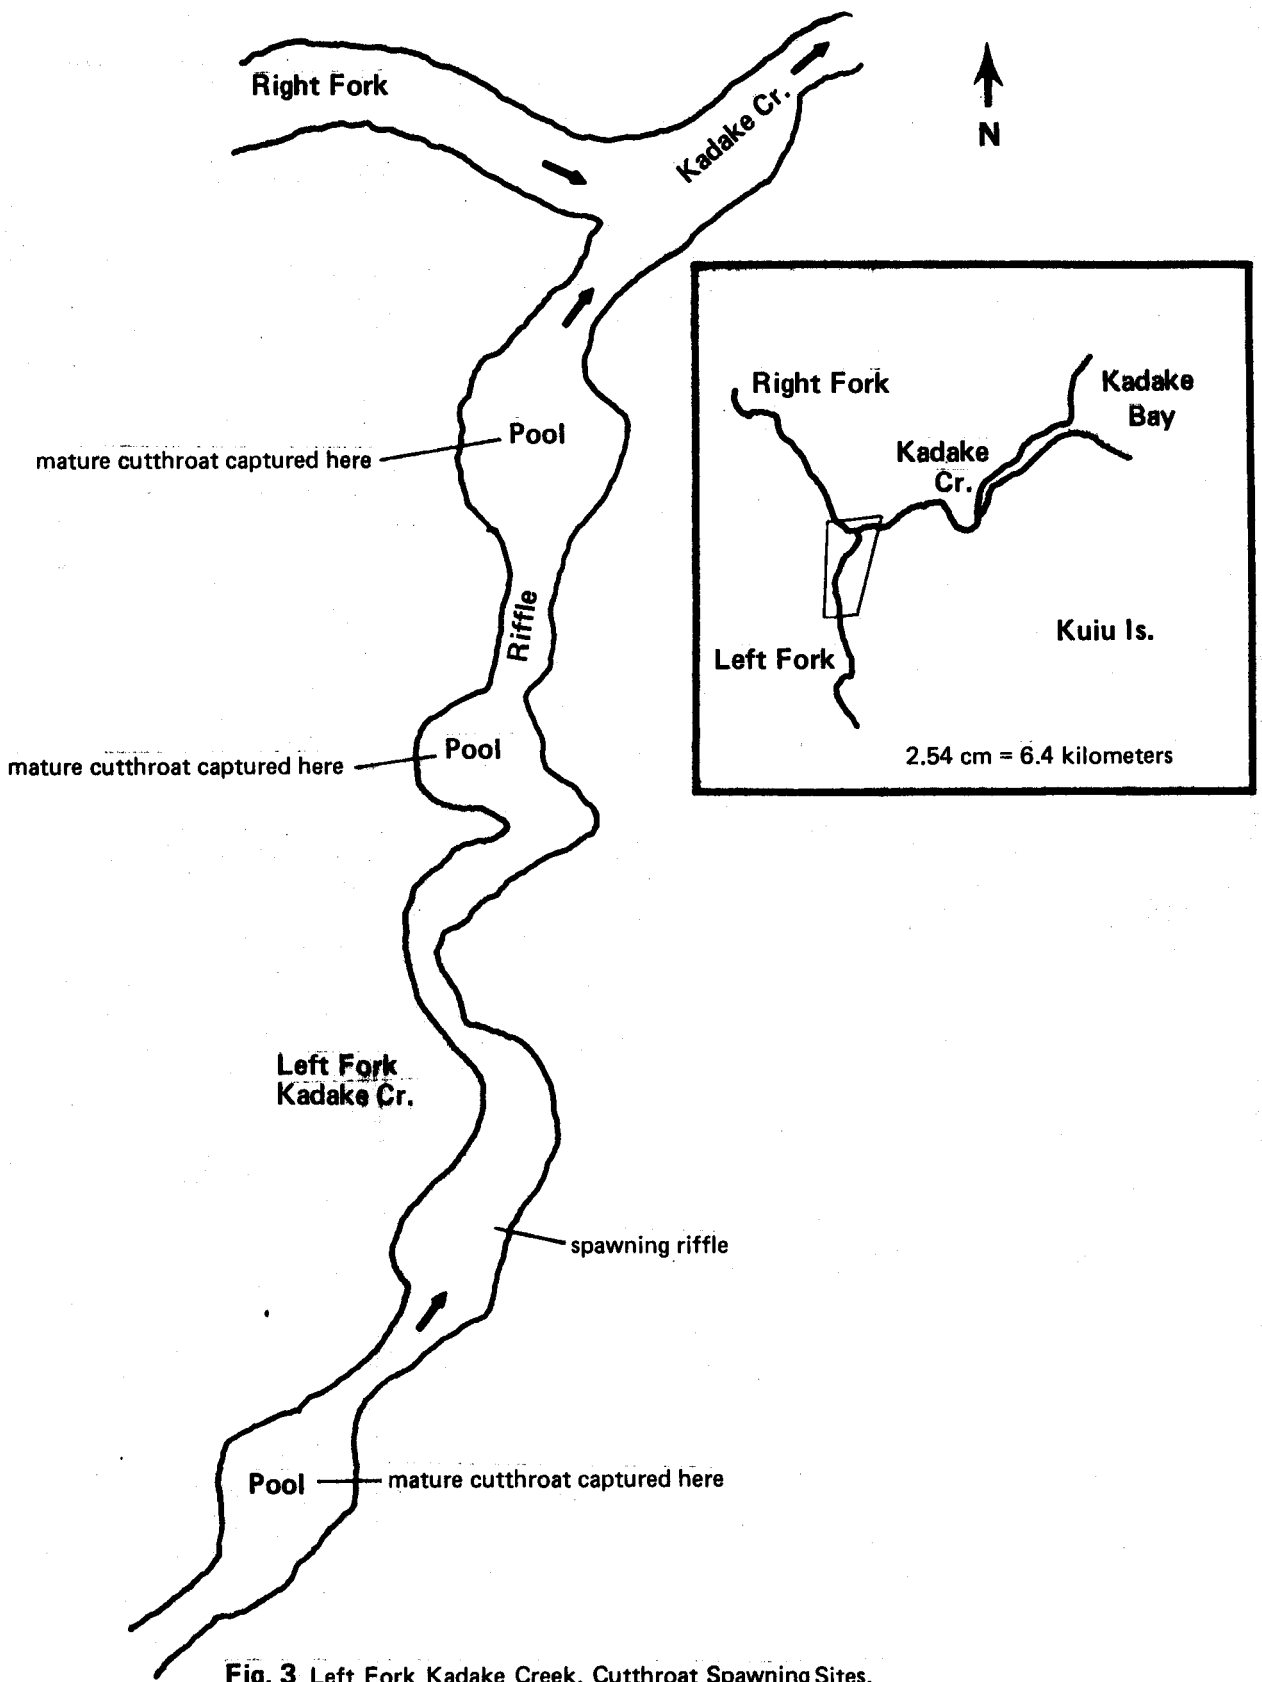 Right Fork
Kadake Cr.
N
Pool
mature cutthroat captured here
Riffle
Pool
mature cutthroat captured here
Left Fork
Kadake Cr.
spawning riffle
Pool
mature cutthroat captured here
Right Fork
Kadake
Bay
Kadake
Cr.
Kuiu Is.
Left Fork
2.54 cm = 6.4 kilometers
Fig. 3 Left Fork Kadake Creek, Cutthroat Spawning Sites.